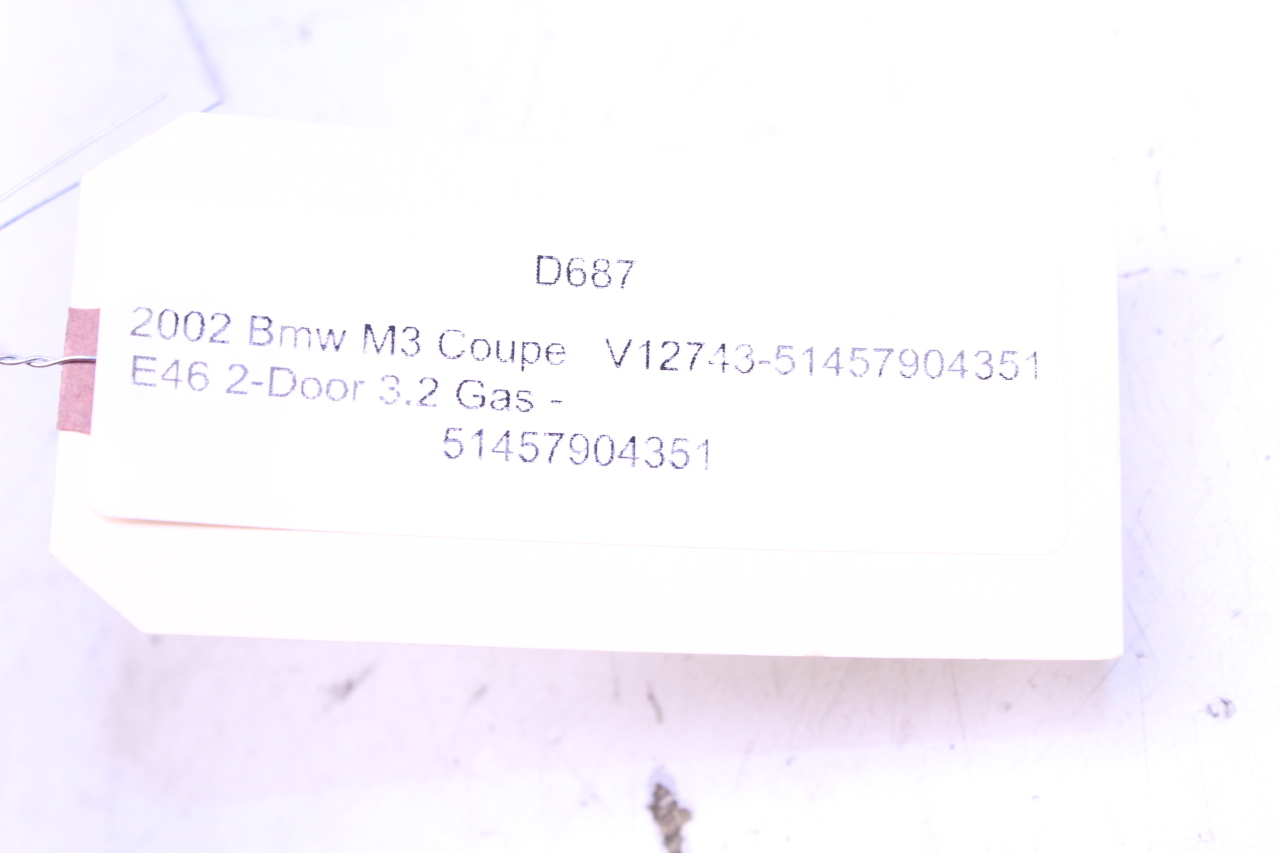 D687
2002 Bmw M3 Coupe V12743-51457904351
E46 2-Door 3.2 Gas -
51457904351